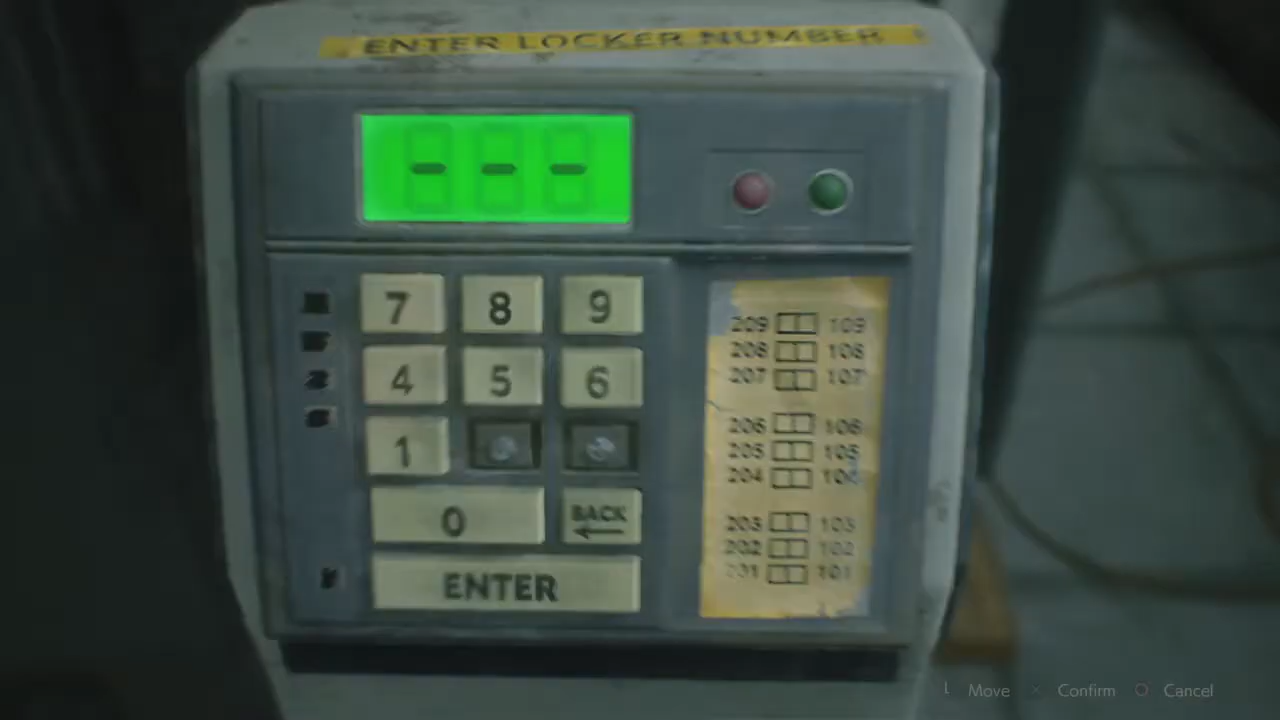 ENTER LOCKER NUMBER
- - -
7 8 9
4 5 6
1
0 BACK
ENTER
209 109
208 108
207 107
206 106
205 105
204 104
203 103
202 102
201 101
Move Confirm Cancel